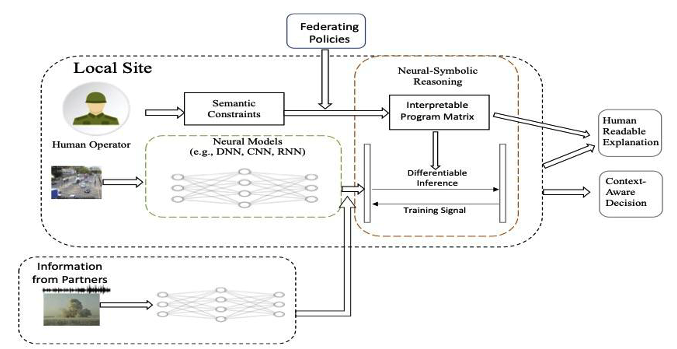 Federating
Policies
Local Site
Neural-Symbolic
Reasoning
Semantic
Constraints
Interpretable
Program Matrix
Human
Readable
Explanation
Human Operator
Neural Models
(e.g., DNN, CNN, RNN)
Differentiable
Inference
Training Signal
Context-
Aware
Decision
Information
from Partners